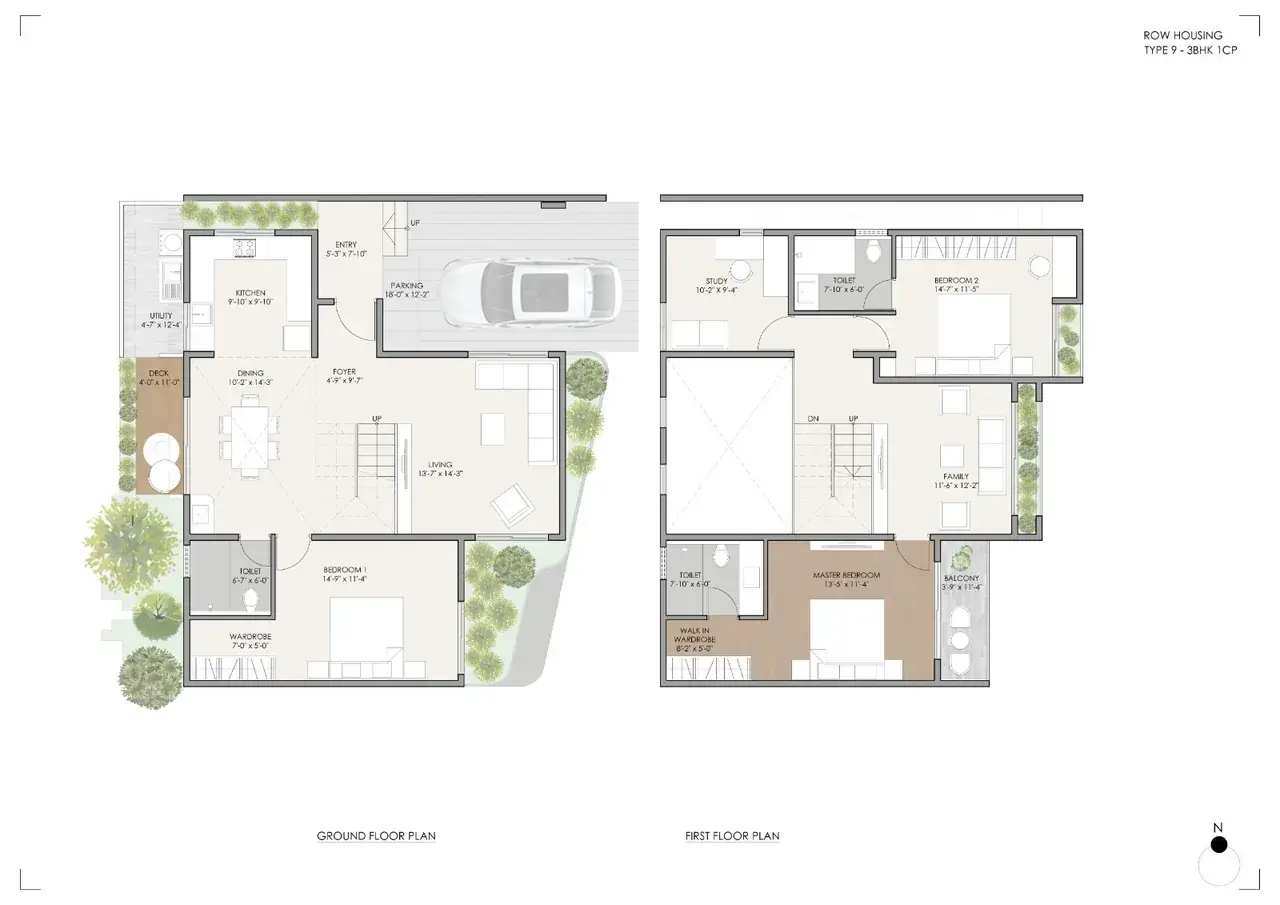 ROW HOUSING
TYPE 9 - 3BHK 1CP
UP
ENTRY
5'-3" x 7'-10"
PARKING
18'-0" x 12'-2"
KITCHEN
9'-10" x 9'-10"
UTILITY
4'-7" x 12'-4"
DECK
4'-0" x 11'-0"
DINING
10'-2" x 14'-3"
FOYER
4'-9" x 9'-7"
UP
LIVING
13'-7" x 14'-3"
TOILET
6'-7" x 6'-0"
BEDROOM 1
14'-9" x 11'-4"
WARDROBE
7'-0" x 5'-0"
GROUND FLOOR PLAN
STUDY
10'-2" x 9'-4"
TOILET
7'-10" x 6'-0"
BEDROOM 2
14'-7" x 11'-5"
DN
UP
FAMILY
11'-6" x 12'-2"
TOILET
7'-10" x 6'-0"
MASTER BEDROOM
13'-5" x 11'-4"
BALCONY
3'-9" x 11'-4"
WALK IN
WARDROBE
8'-2" x 5'-0"
FIRST FLOOR PLAN
N